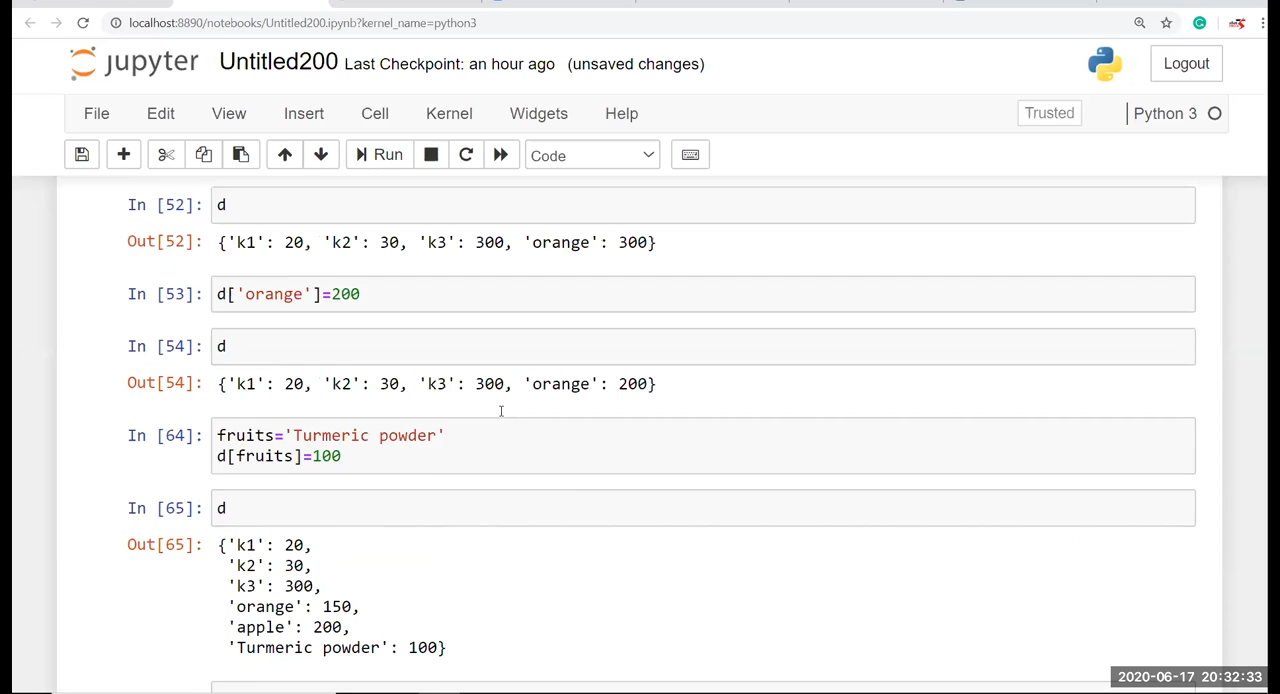 localhost:8890/notebooks/Untitled200.ipynb?kernel_name=python3
jupyter Untitled200 Last Checkpoint: an hour ago (unsaved changes) Logout
File Edit View Insert Cell Kernel Widgets Help Trusted Python 3
Run Code
In [52]: d
Out[52]: {'k1': 20, 'k2': 30, 'k3': 300, 'orange': 300}
In [53]: d['orange']=200
In [54]: d
Out[54]: {'k1': 20, 'k2': 30, 'k3': 300, 'orange': 200}
In [64]: fruits='Turmeric powder'
d[fruits]=100
In [65]: d
Out[65]: {'k1': 20,
'k2': 30,
'k3': 300,
'orange': 150,
'apple': 200,
'Turmeric powder': 100}
2020-06-17 20:32:33